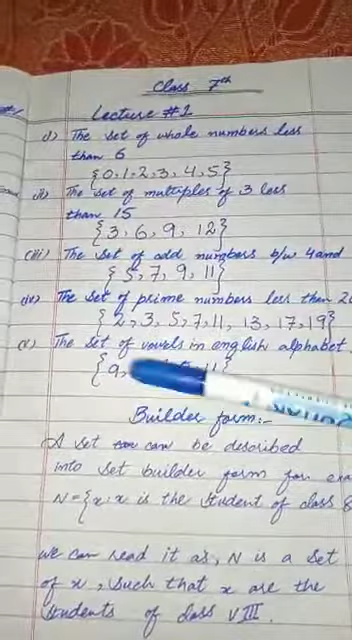 Class 7th
Lecture #1
i) The set of whole numbers less
than 6
{0,1,2,3,4,5}
ii) The set of multiples of 3 less
than 15
{3, 6, 9, 12}
(iii) The set of odd numbers b/w 4 and
{5, 7, 9, 11}
(iv) The set of prime numbers less than 20
{2, 3, 5, 7, 11, 13, 17, 19}
(v) The set of vowels in english alphabet
Builder form:-
A set can be described
into set builder form for exa
N = {x : x is the student of class 8
we can read it as, N is a set
of x, such that x are the
students of class VIII.